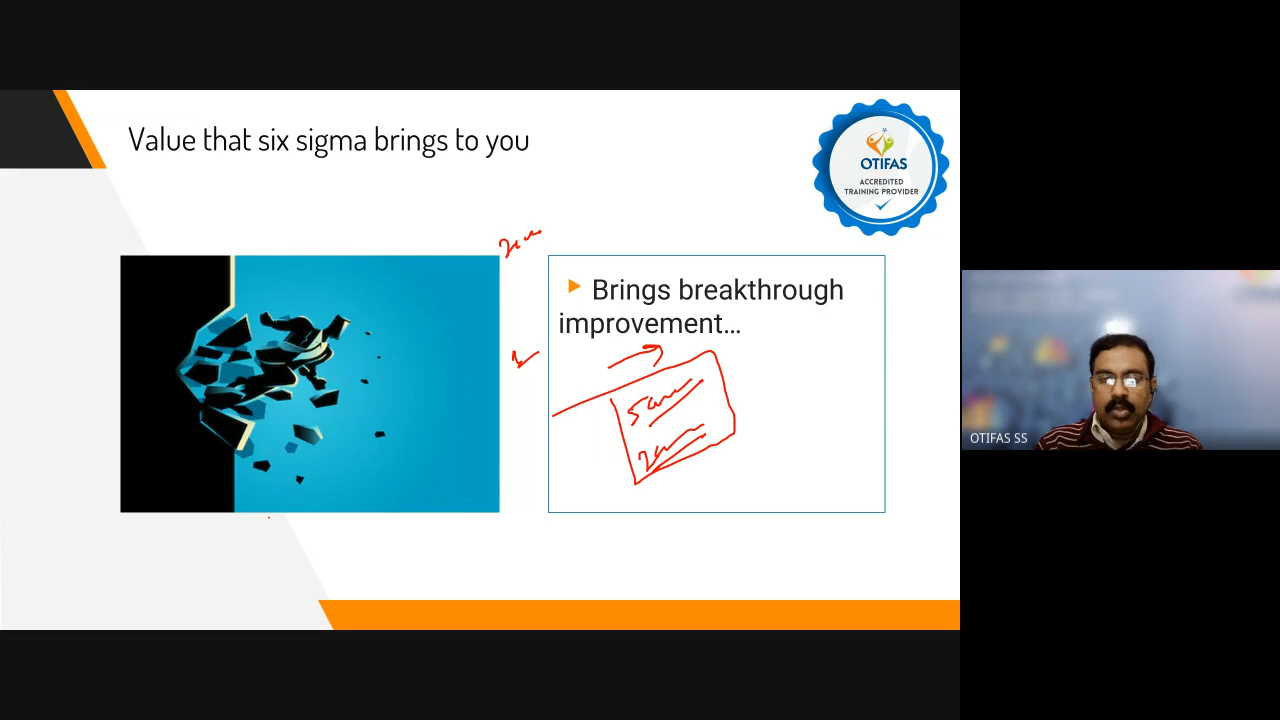 Value that six sigma brings to you
OTIFAS
ACCREDITED
TRAINING PROVIDER
Brings breakthrough
improvement...
OTIFAS SS